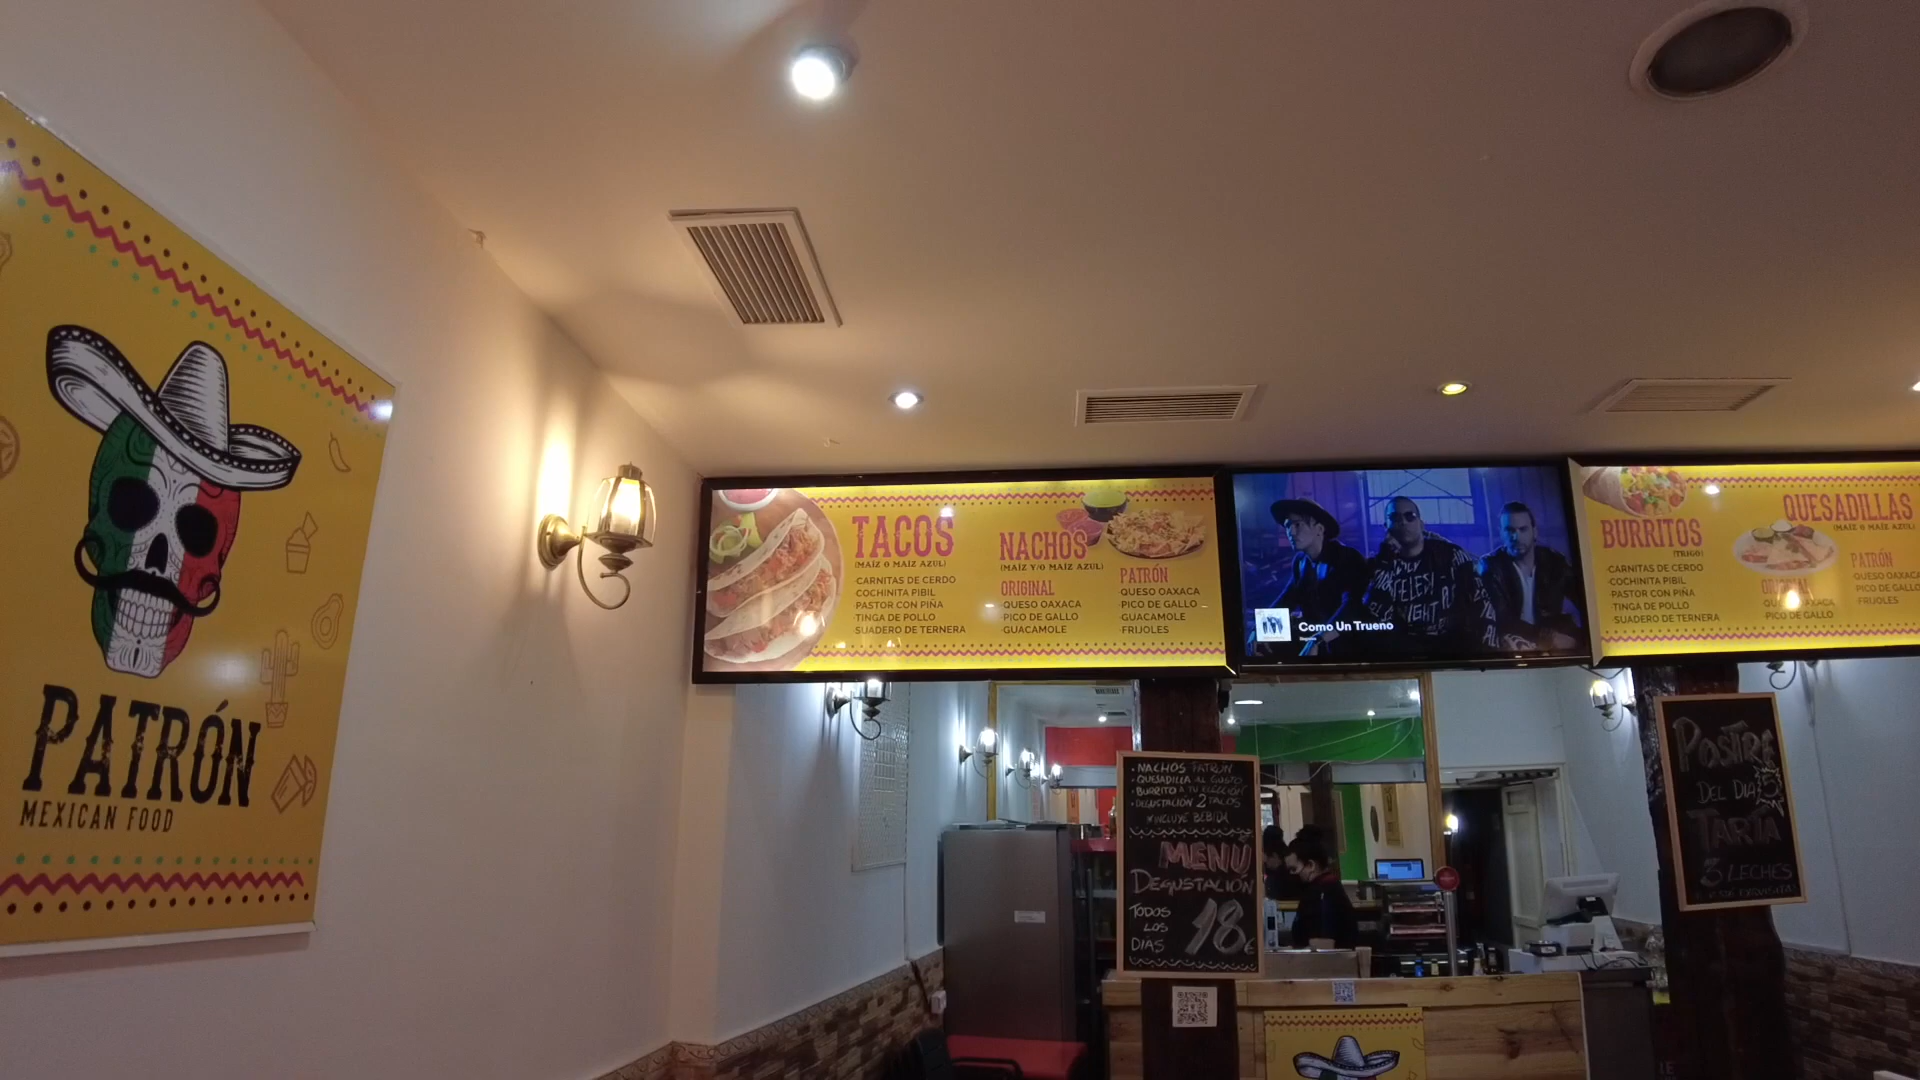 PATRÓN
MEXICAN FOOD
TACOS
(MAÍZ O MAÍZ AZUL)
·CARNITAS DE CERDO
·COCHINITA PIBIL
·PASTOR CON PIÑA
·TINGA DE POLLO
·SUADERO DE TERNERA
NACHOS
(MAÍZ Y/O MAÍZ AZUL)
ORIGINAL
·QUESO OAXACA
·PICO DE GALLO
·GUACAMOLE
PATRÓN
·QUESO OAXACA
·PICO DE GALLO
·GUACAMOLE
·FRIJOLES
Como Un Trueno
BURRITOS
(TRIGO)
·CARNITAS DE CERDO
·COCHINITA PIBIL
·PASTOR CON PIÑA
·TINGA DE POLLO
·SUADERO DE TERNERA
QUESADILLAS
(MAÍZ O MAÍZ AZUL)
ORIGINAL
·QUESO OAXACA
·PICO DE GALLO
PATRÓN
·QUESO OAXACA
·PICO DE GALLO
·FRIJOLES
·NACHOS PATRÓN
·QUESADILLA AL GUSTO
·BURRITO A TU ELECCIÓN
·DEGUSTACIÓN 2 TACOS
*INCLUYE BEBIDA
MENÚ
DEGUSTACIÓN
TODOS
LOS
DÍAS
18€
POSTRE
DEL DIA
TARTA
3 LECHES